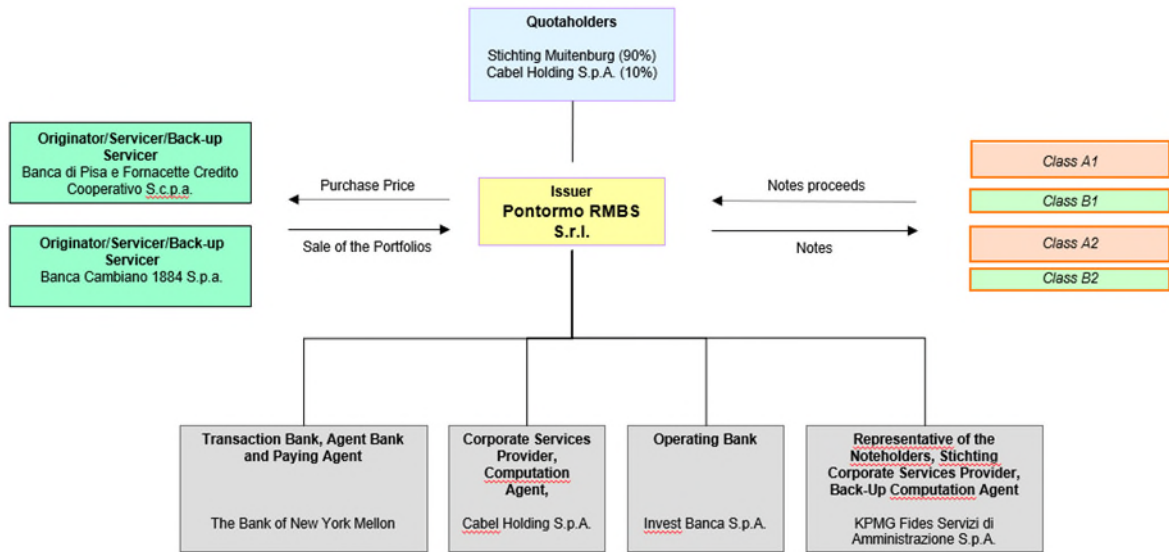 Quotaholders
Stichting Muitenburg (90%)
Cabel Holding S.p.A. (10%)
Originator/Servicer/Back-up
Servicer
Banca di Pisa e Fornacette Credito
Cooperativo S.c.p.a.
Originator/Servicer/Back-up
Servicer
Banca Cambiano 1884 S.p.a.
Purchase Price
Sale of the Portfolios
Issuer
Pontormo RMBS
S.r.l.
Notes proceeds
Notes
Class A1
Class B1
Class A2
Class B2
Transaction Bank, Agent Bank
and Paying Agent
The Bank of New York Mellon
Corporate Services
Provider,
Computation
Agent,
Cabel Holding S.p.A.
Operating Bank
Invest Banca S.p.A.
Representative of the
Noteholders, Stichting
Corporate Services Provider,
Back-Up Computation Agent
KPMG Fides Servizi di
Amministrazione S.p.A.